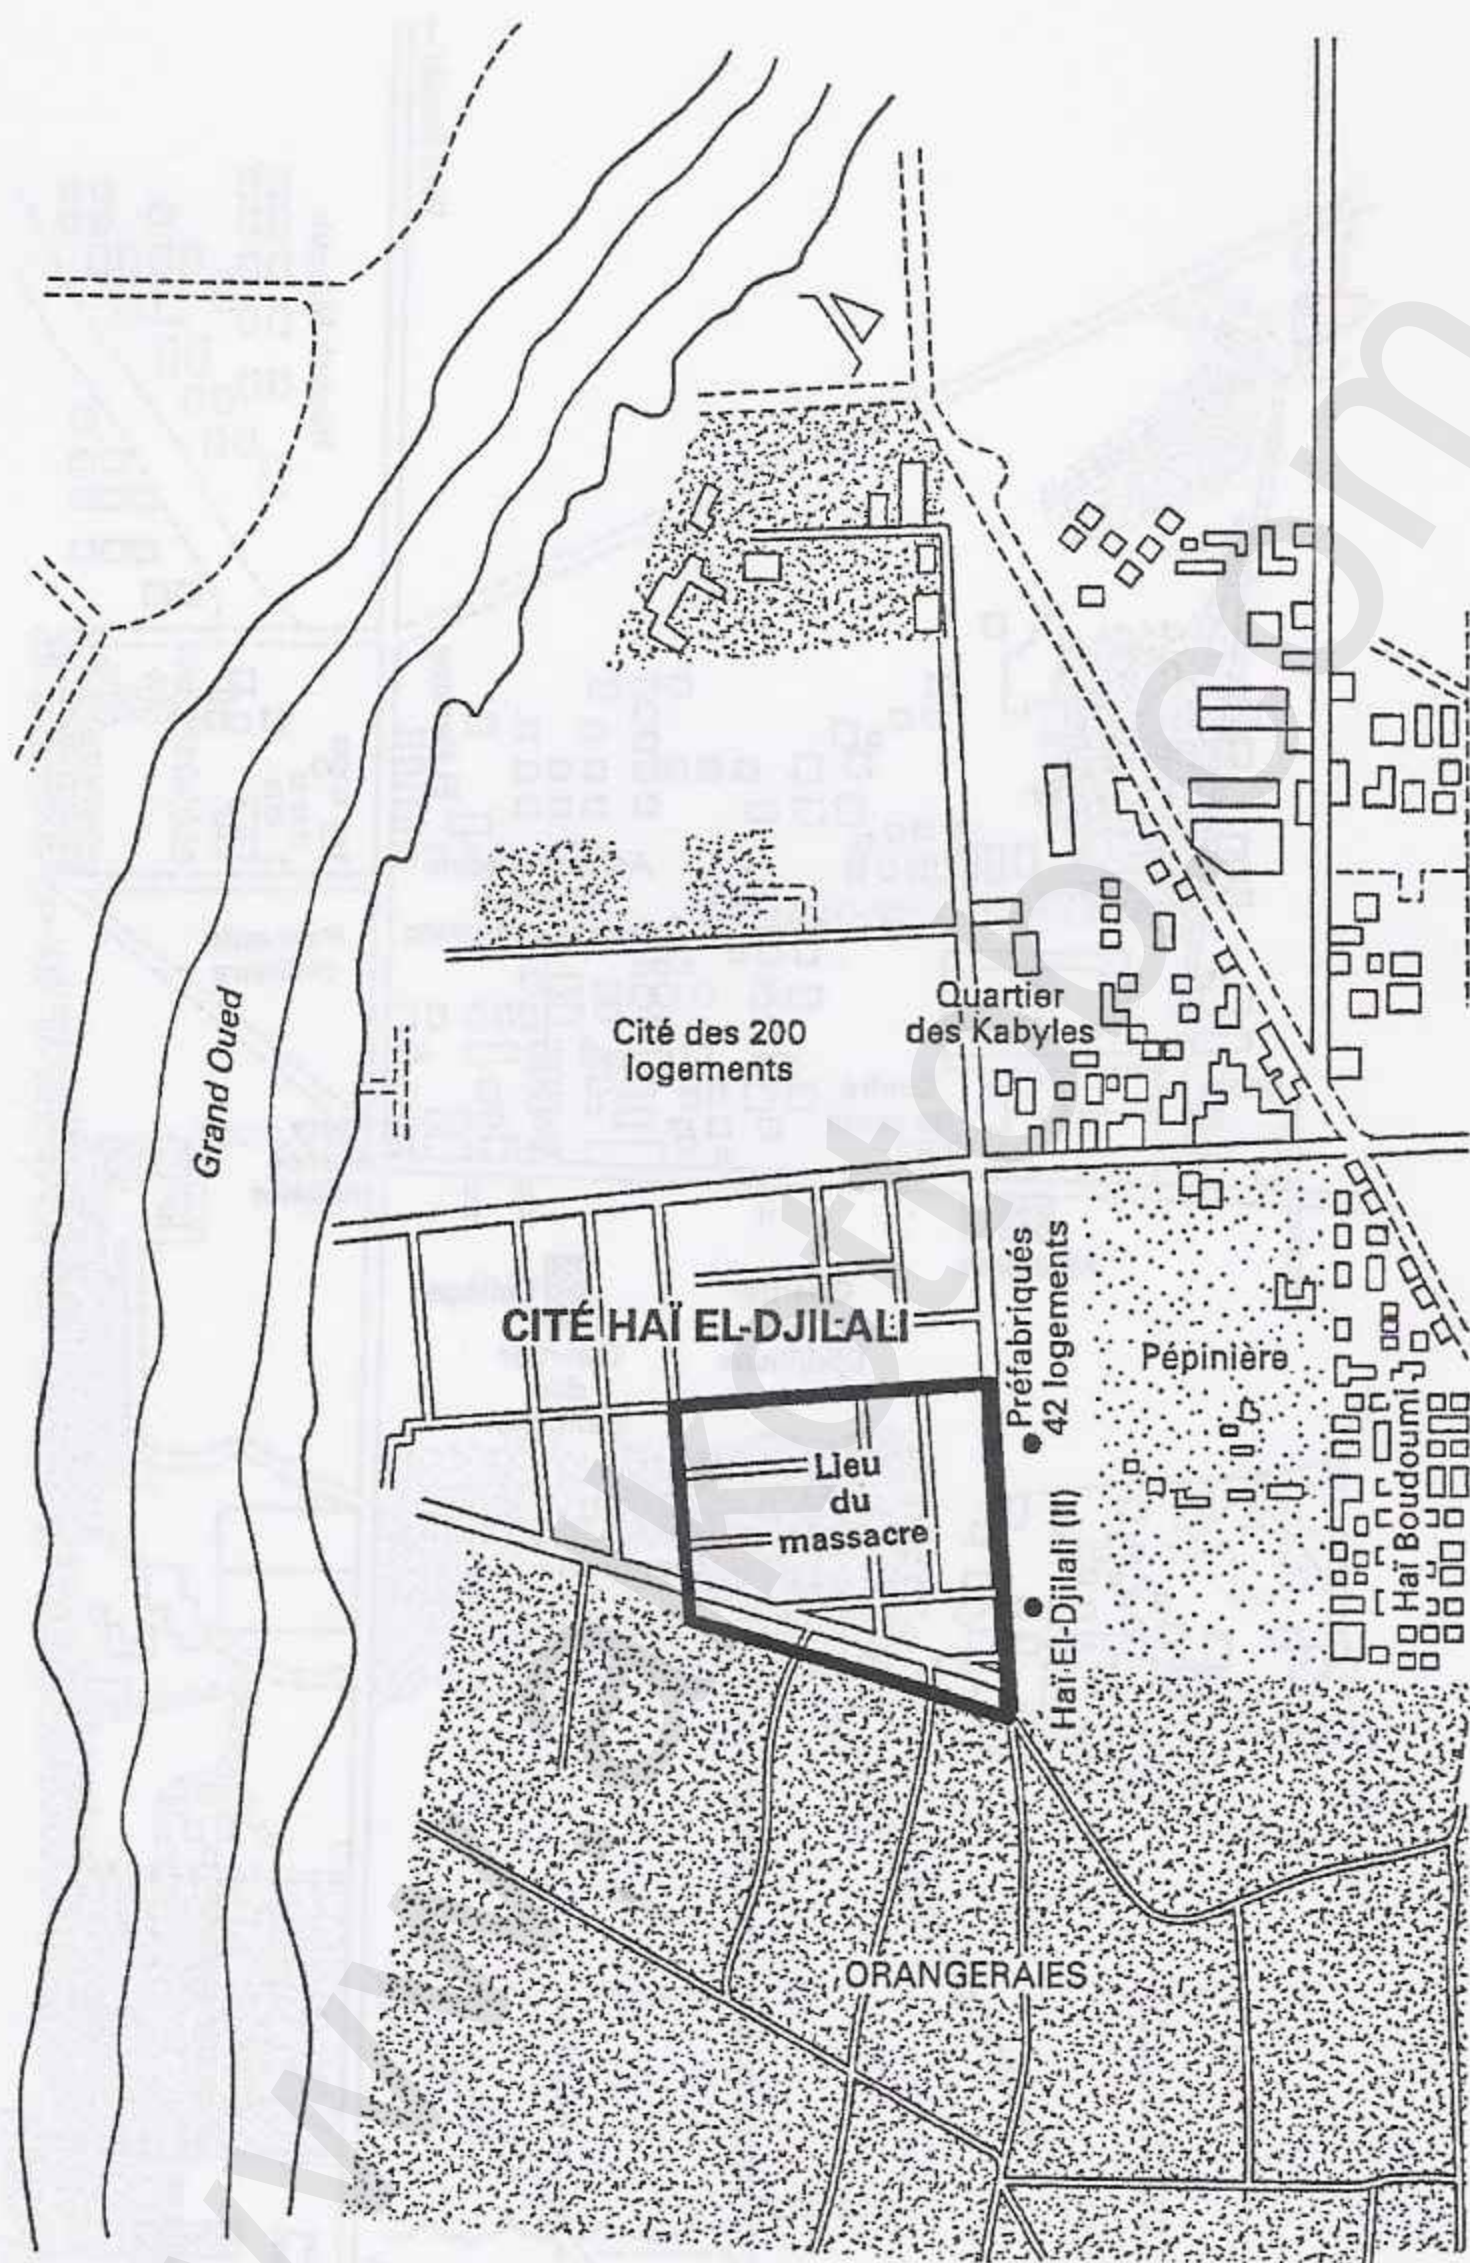 Grand Oued
Cité des 200
logements
Quartier
des Kabyles
CITÉ HAÏ EL-DJILALI
Préfabriqués
42 logements
Pépinière
Lieu
du
massacre
Haï El-Djilali (II)
Haï Boudoumi
ORANGERAIES